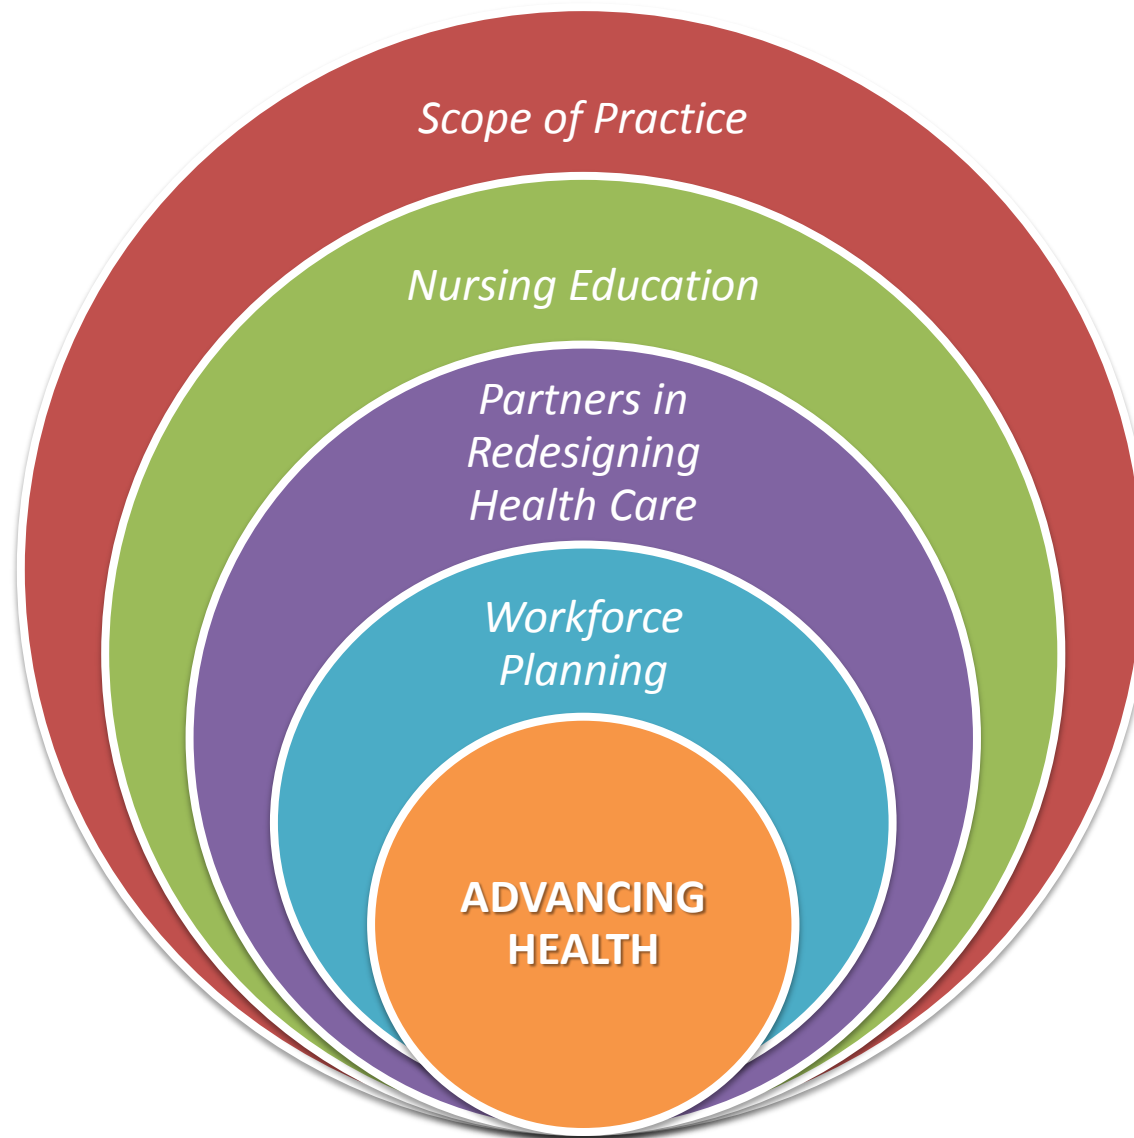 Scope of Practice
Nursing Education
Partners in
Redesigning
Health Care
Workforce
Planning
ADVANCING
HEALTH